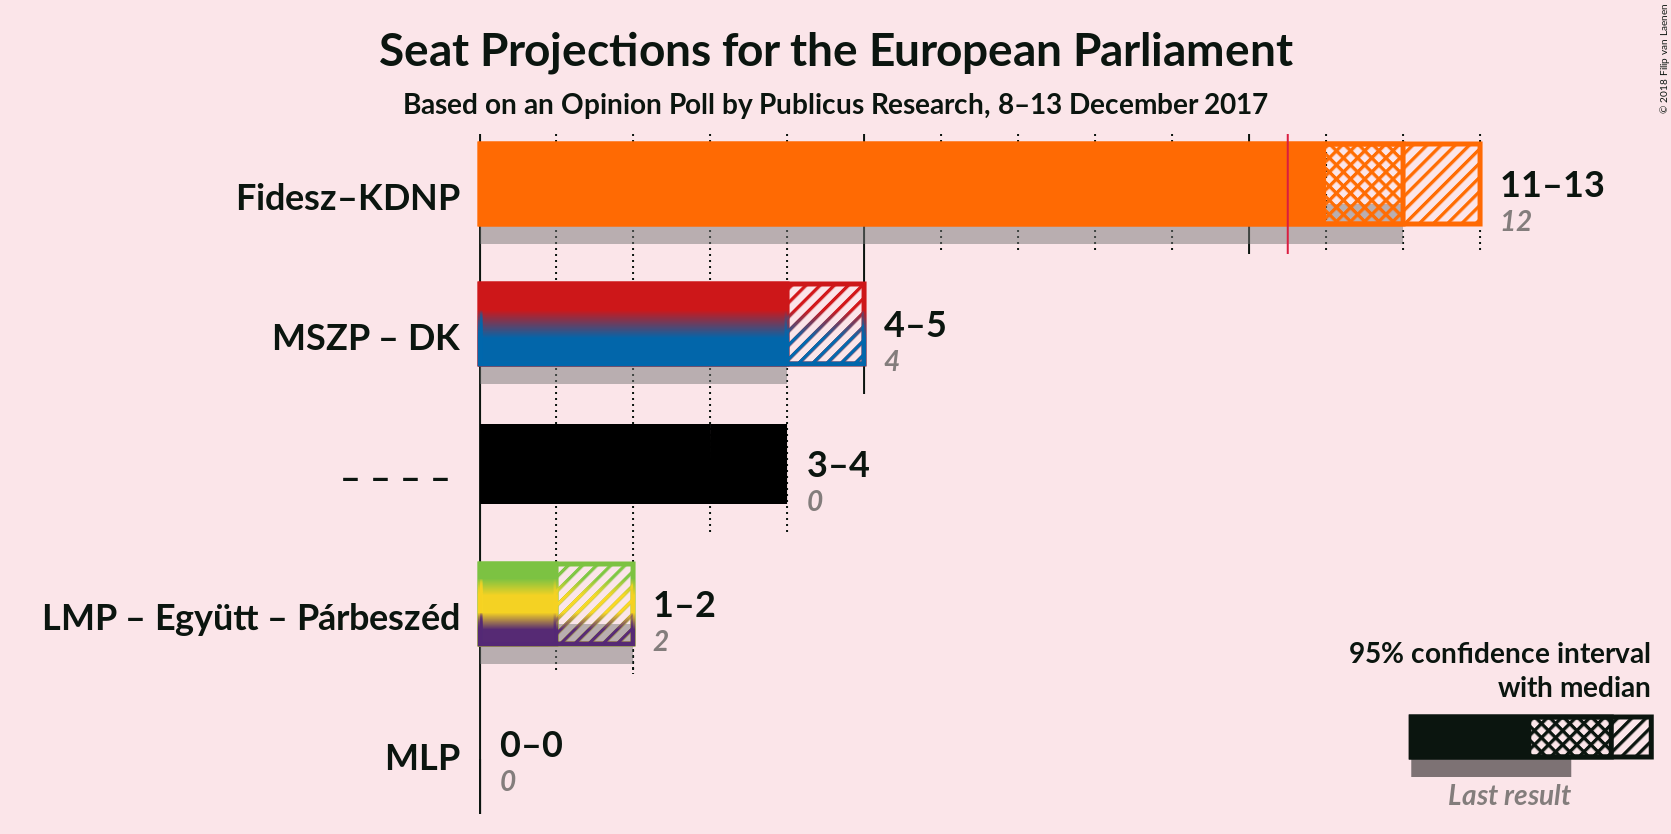 Seat Projections for the European Parliament
Based on an Opinion Poll by Publicus Research, 8–13 December 2017
© 2018 Filip van Laenen
Fidesz–KDNP
11–13
12
MSZP – DK
4–5
4
– – – –
3–4
0
LMP – Együtt – Párbeszéd
1–2
2
MLP
0–0
0
95% confidence interval
with median
Last result